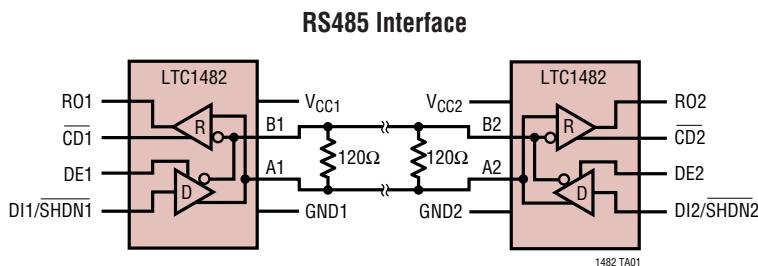 RS485 Interface
LTC1482
LTC1482
RO1
VCC1
VCC2
RO2
R
R
B1
B2
CD1
CD2
120Ω
120Ω
DE1
A1
A2
DE2
D
D
DI1/SHDN1
GND1
GND2
DI2/SHDN2
1482 TA01